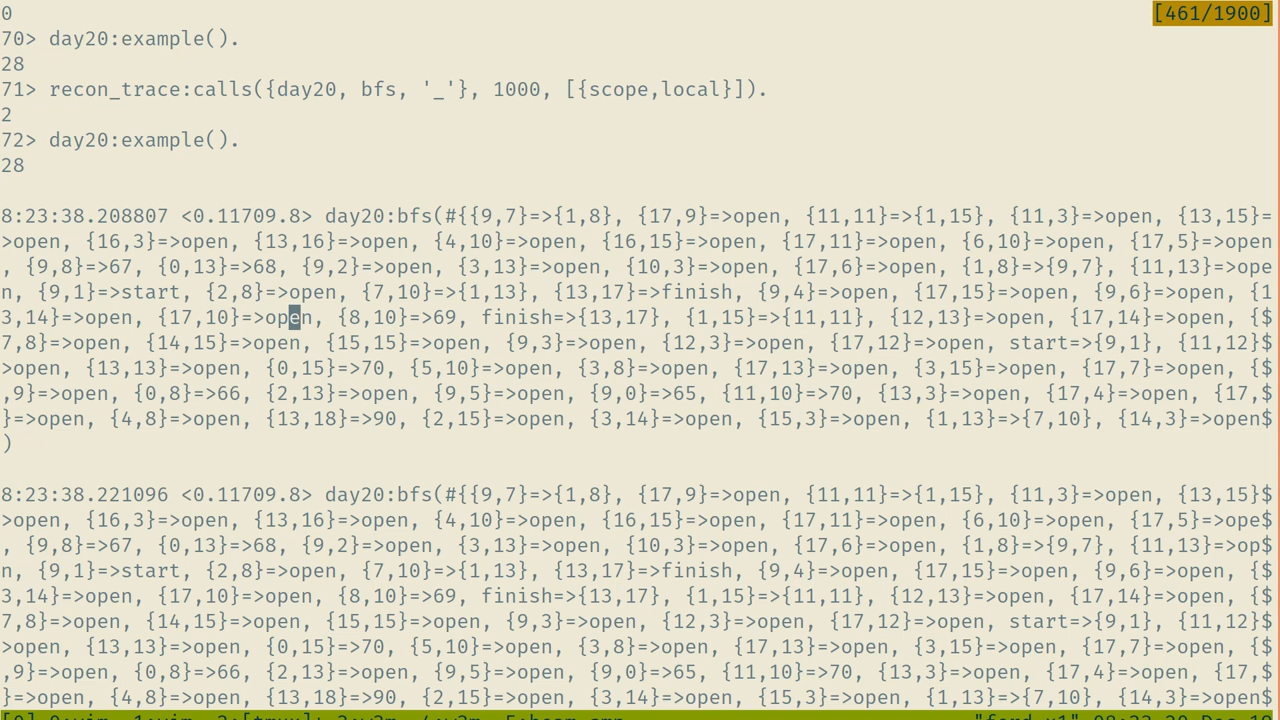 0
[461/1900]
70> day20:example().
28
71> recon_trace:calls({day20, bfs, '_'}, 1000, [{scope,local}]).
2
72> day20:example().
28
8:23:38.208807 <0.11709.8> day20:bfs(#{{9,7}=>{1,8}, {17,9}=>open, {11,11}=>{1,15}, {11,3}=>open, {13,15}=
>open, {16,3}=>open, {13,16}=>open, {4,10}=>open, {16,15}=>open, {17,11}=>open, {6,10}=>open, {17,5}=>open
, {9,8}=>67, {0,13}=>68, {9,2}=>open, {3,13}=>open, {10,3}=>open, {17,6}=>open, {1,8}=>{9,7}, {11,13}=>ope
n, {9,1}=>start, {2,8}=>open, {7,10}=>{1,13}, {13,17}=>finish, {9,4}=>open, {17,15}=>open, {9,6}=>open, {1
3,14}=>open, {17,10}=>open, {8,10}=>69, finish=>{13,17}, {1,15}=>{11,11}, {12,13}=>open, {17,14}=>open, {$
7,8}=>open, {14,15}=>open, {15,15}=>open, {9,3}=>open, {12,3}=>open, {17,12}=>open, start=>{9,1}, {11,12}$
>open, {13,13}=>open, {0,15}=>70, {5,10}=>open, {3,8}=>open, {17,13}=>open, {3,15}=>open, {17,7}=>open, {$
,9}=>open, {0,8}=>66, {2,13}=>open, {9,5}=>open, {9,0}=>65, {11,10}=>70, {13,3}=>open, {17,4}=>open, {17,$
}=>open, {4,8}=>open, {13,18}=>90, {2,15}=>open, {3,14}=>open, {15,3}=>open, {1,13}=>{7,10}, {14,3}=>open$
)
8:23:38.221096 <0.11709.8> day20:bfs(#{{9,7}=>{1,8}, {17,9}=>open, {11,11}=>{1,15}, {11,3}=>open, {13,15}$
>open, {16,3}=>open, {13,16}=>open, {4,10}=>open, {16,15}=>open, {17,11}=>open, {6,10}=>open, {17,5}=>ope$
, {9,8}=>67, {0,13}=>68, {9,2}=>open, {3,13}=>open, {10,3}=>open, {17,6}=>open, {1,8}=>{9,7}, {11,13}=>op$
n, {9,1}=>start, {2,8}=>open, {7,10}=>{1,13}, {13,17}=>finish, {9,4}=>open, {17,15}=>open, {9,6}=>open, {$
3,14}=>open, {17,10}=>open, {8,10}=>69, finish=>{13,17}, {1,15}=>{11,11}, {12,13}=>open, {17,14}=>open, {$
7,8}=>open, {14,15}=>open, {15,15}=>open, {9,3}=>open, {12,3}=>open, {17,12}=>open, start=>{9,1}, {11,12}$
>open, {13,13}=>open, {0,15}=>70, {5,10}=>open, {3,8}=>open, {17,13}=>open, {3,15}=>open, {17,7}=>open, {$
,9}=>open, {0,8}=>66, {2,13}=>open, {9,5}=>open, {9,0}=>65, {11,10}=>70, {13,3}=>open, {17,4}=>open, {17,$
}=>open, {4,8}=>open, {13,18}=>90, {2,15}=>open, {3,14}=>open, {15,3}=>open, {1,13}=>{7,10}, {14,3}=>open$